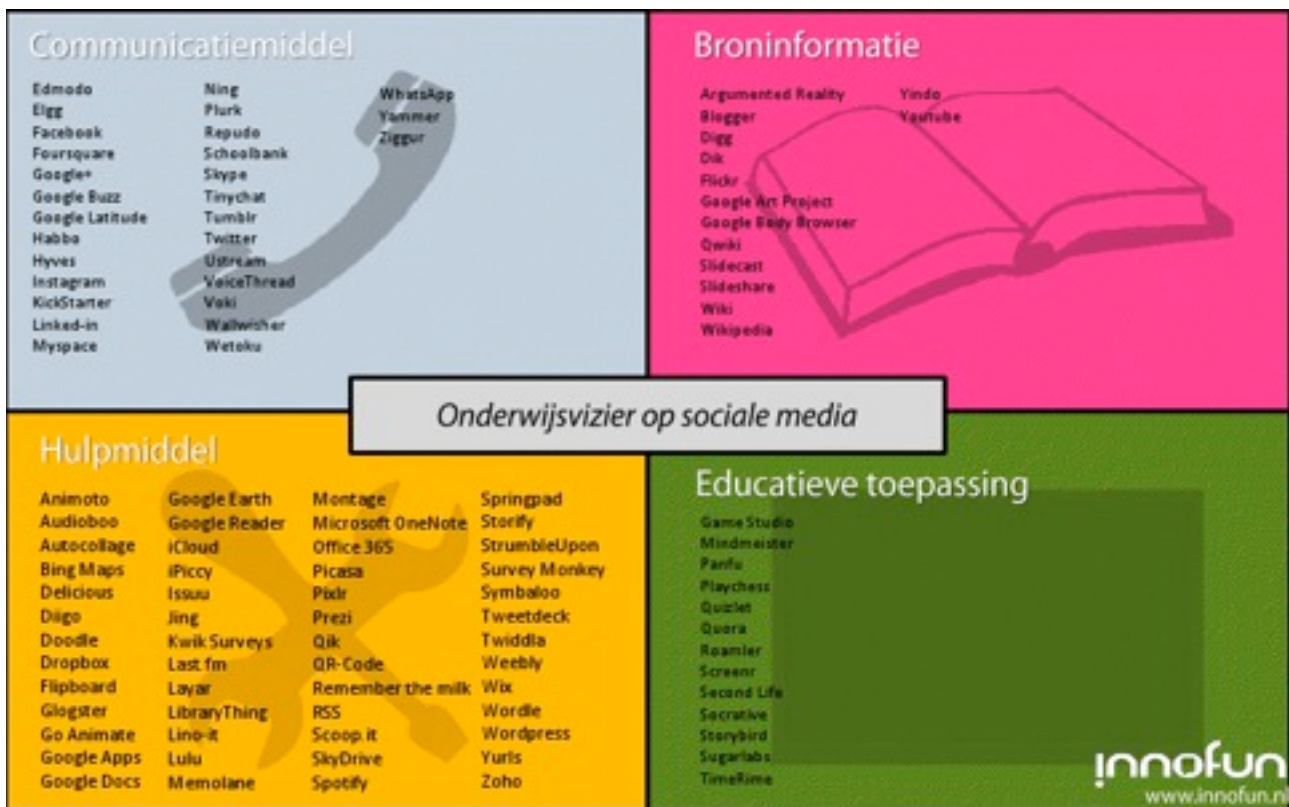 Communicatiemiddel
Edmodo
Elgg
Facebook
Foursquare
Google+
Google Buzz
Google Latitude
Habbo
Hyves
Instagram
KickStarter
Linked-in
Myspace
Ning
Plurk
Repudo
Schoolbank
Skype
Tinychat
Tumblr
Twitter
Ustream
VoiceThread
Voki
Wallwisher
Wetoku
WhatsApp
Yammer
Ziggur
Broninformatie
Argumented Reality
Blogger
Digg
Dik
Flickr
Google Art Project
Google Body Browser
Qwiki
Slidecast
Slideshare
Wiki
Wikipedia
Yindo
Youtube
Onderwijsvizier op sociale media
Hulpmiddel
Animoto
Audioboo
Autocollage
Bing Maps
Delicious
Diigo
Doodle
Dropbox
Flipboard
Glogster
Go Animate
Google Apps
Google Docs
Google Earth
Google Reader
iCloud
iPiccy
Issuu
Jing
Kwik Surveys
Last fm
Layar
LibraryThing
Lino-it
Lulu
Memolane
Montage
Microsoft OneNote
Office 365
Picasa
Pixlr
Prezi
Qik
QR-Code
Remember the milk
RSS
Scoop.it
SkyDrive
Spotify
Springpad
Storify
StrumbleUpon
Survey Monkey
Symbaloo
Tweetdeck
Twiddla
Weebly
Wix
Wordle
Wordpress
Yurls
Zoho
Educatieve toepassing
Game Studio
Mindmeister
Panfu
Playchess
Quizlet
Quora
Roamler
Screenr
Second Life
Socrative
Storybird
Sugarlabs
TimeRime
innofun
www.innofun.nl